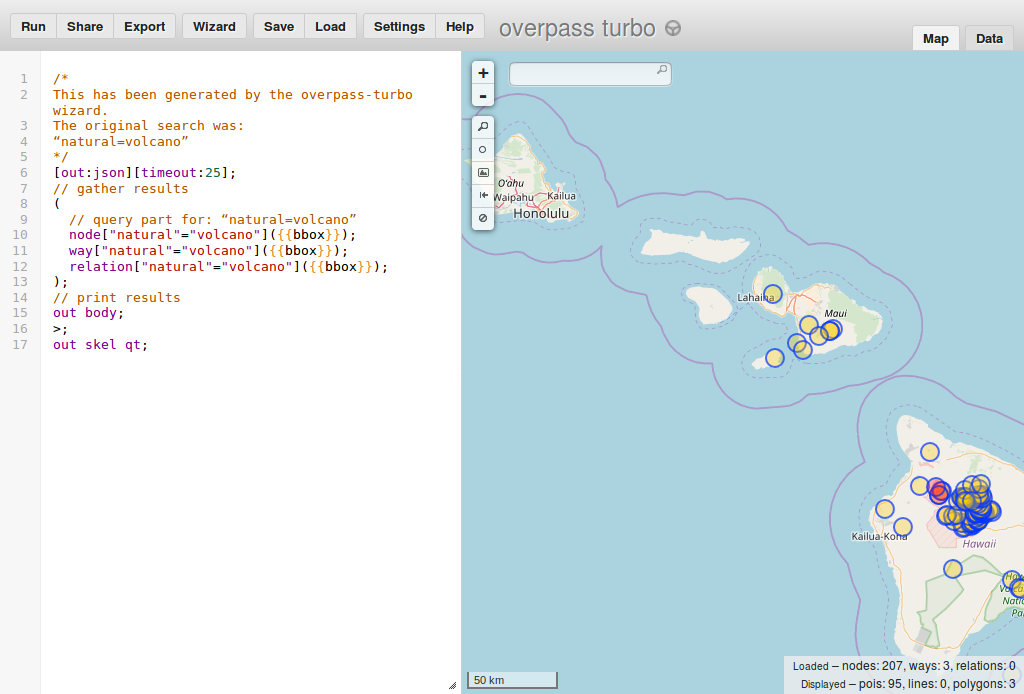 Run Share Export Wizard Save Load Settings Help overpass turbo Map Data
1 /*
2 This has been generated by the overpass-turbo
wizard.
3 The original search was:
4 “natural=volcano”
5 */
6 [out:json][timeout:25];
7 // gather results
8 (
9 // query part for: “natural=volcano”
10 node["natural"="volcano"]({{bbox}});
11 way["natural"="volcano"]({{bbox}});
12 relation["natural"="volcano"]({{bbox}});
13 );
14 // print results
15 out body;
16 >;
17 out skel qt;
+
-
O'ahu
Waipahu Kailua
Honolulu
Lahaina
Maui
Kailua-Kona
Hawaii
50 km
Loaded – nodes: 207, ways: 3, relations: 0
Displayed – pois: 95, lines: 0, polygons: 3